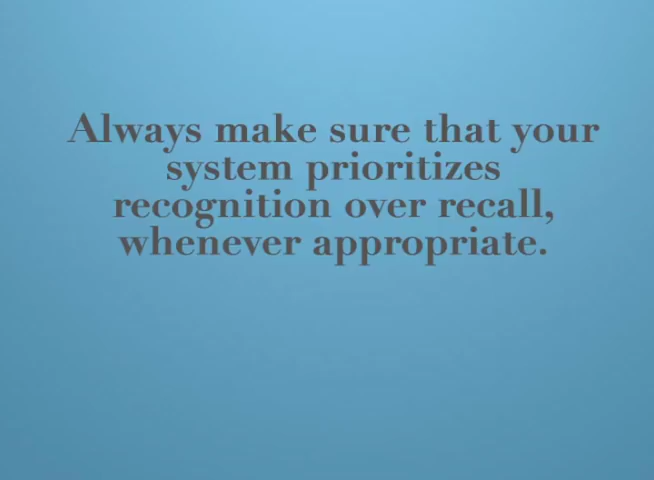 Always make sure that your
system prioritizes
recognition over recall,
whenever appropriate.